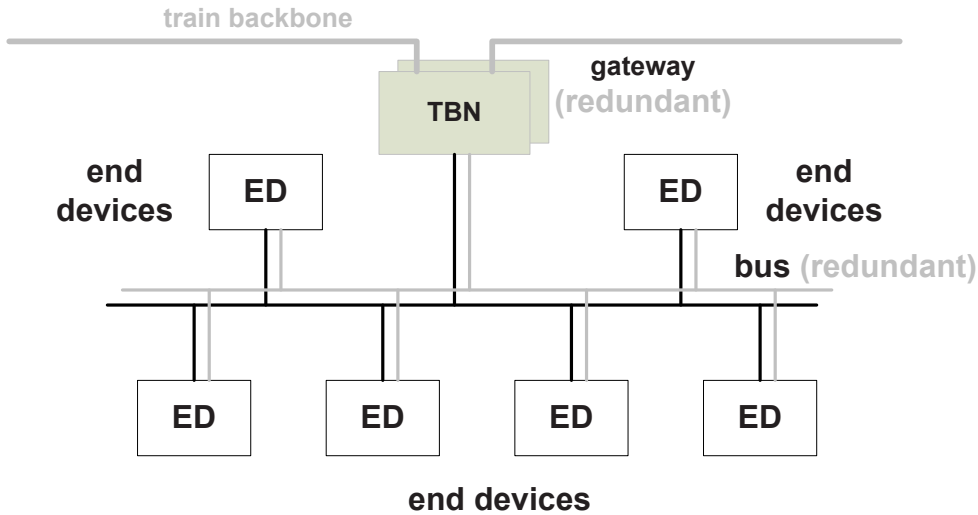 train backbone
gateway
(redundant)
TBN
end
devices
ED
ED
end
devices
bus (redundant)
ED
ED
ED
ED
end devices